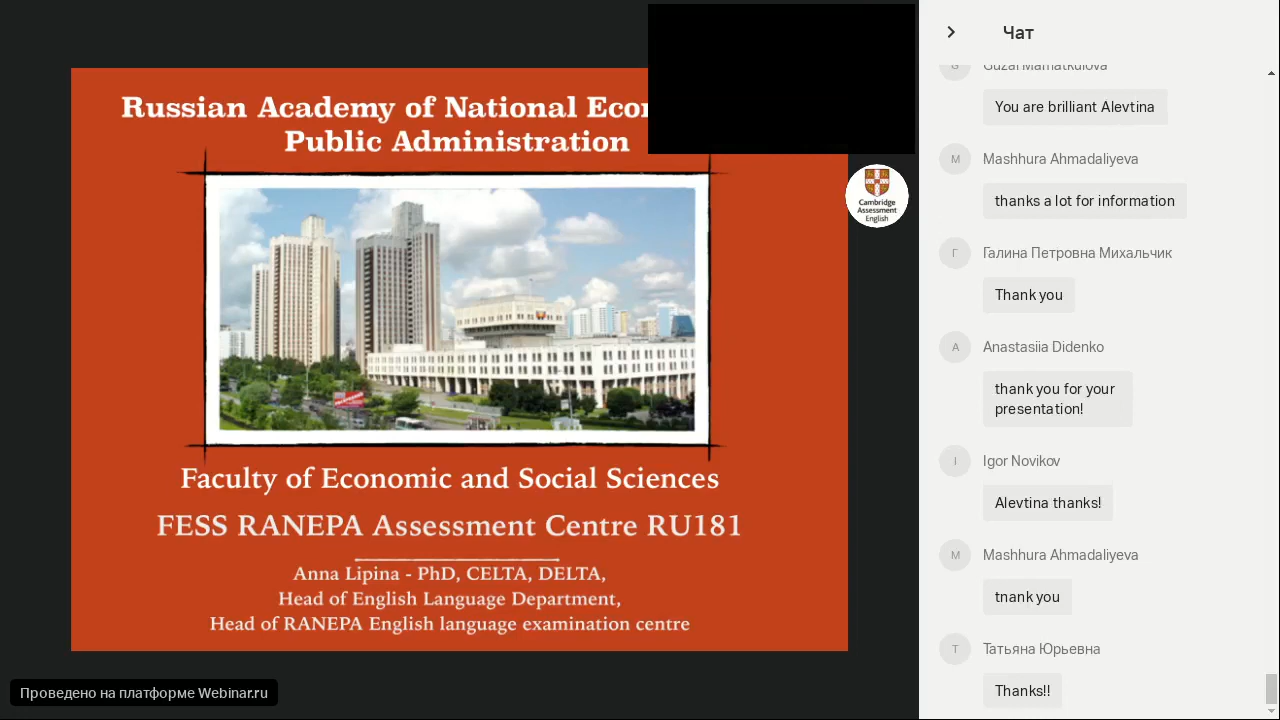 Russian Academy of National
Public Administration
Cambridge
Assessment
English
Faculty of Economic and Social Sciences
FESS RANEPA Assessment Centre RU181
Anna Lipina - PhD, CELTA, DELTA,
Head of English Language Department,
Head of RANEPA English language examination centre
Проведено на платформе Webinar.ru
Чат
G
M
Mashhura Ahmadaliyeva
You are brilliant Alevtina
thanks a lot for information
Г
Галина Петровна Михальчик
Thank you
A
Anastasiia Didenko
thank you for your
presentation!
I
Igor Novikov
Alevtina thanks!
M
Mashhura Ahmadaliyeva
thank you
Т
Татьяна Юрьевна
Thanks!!